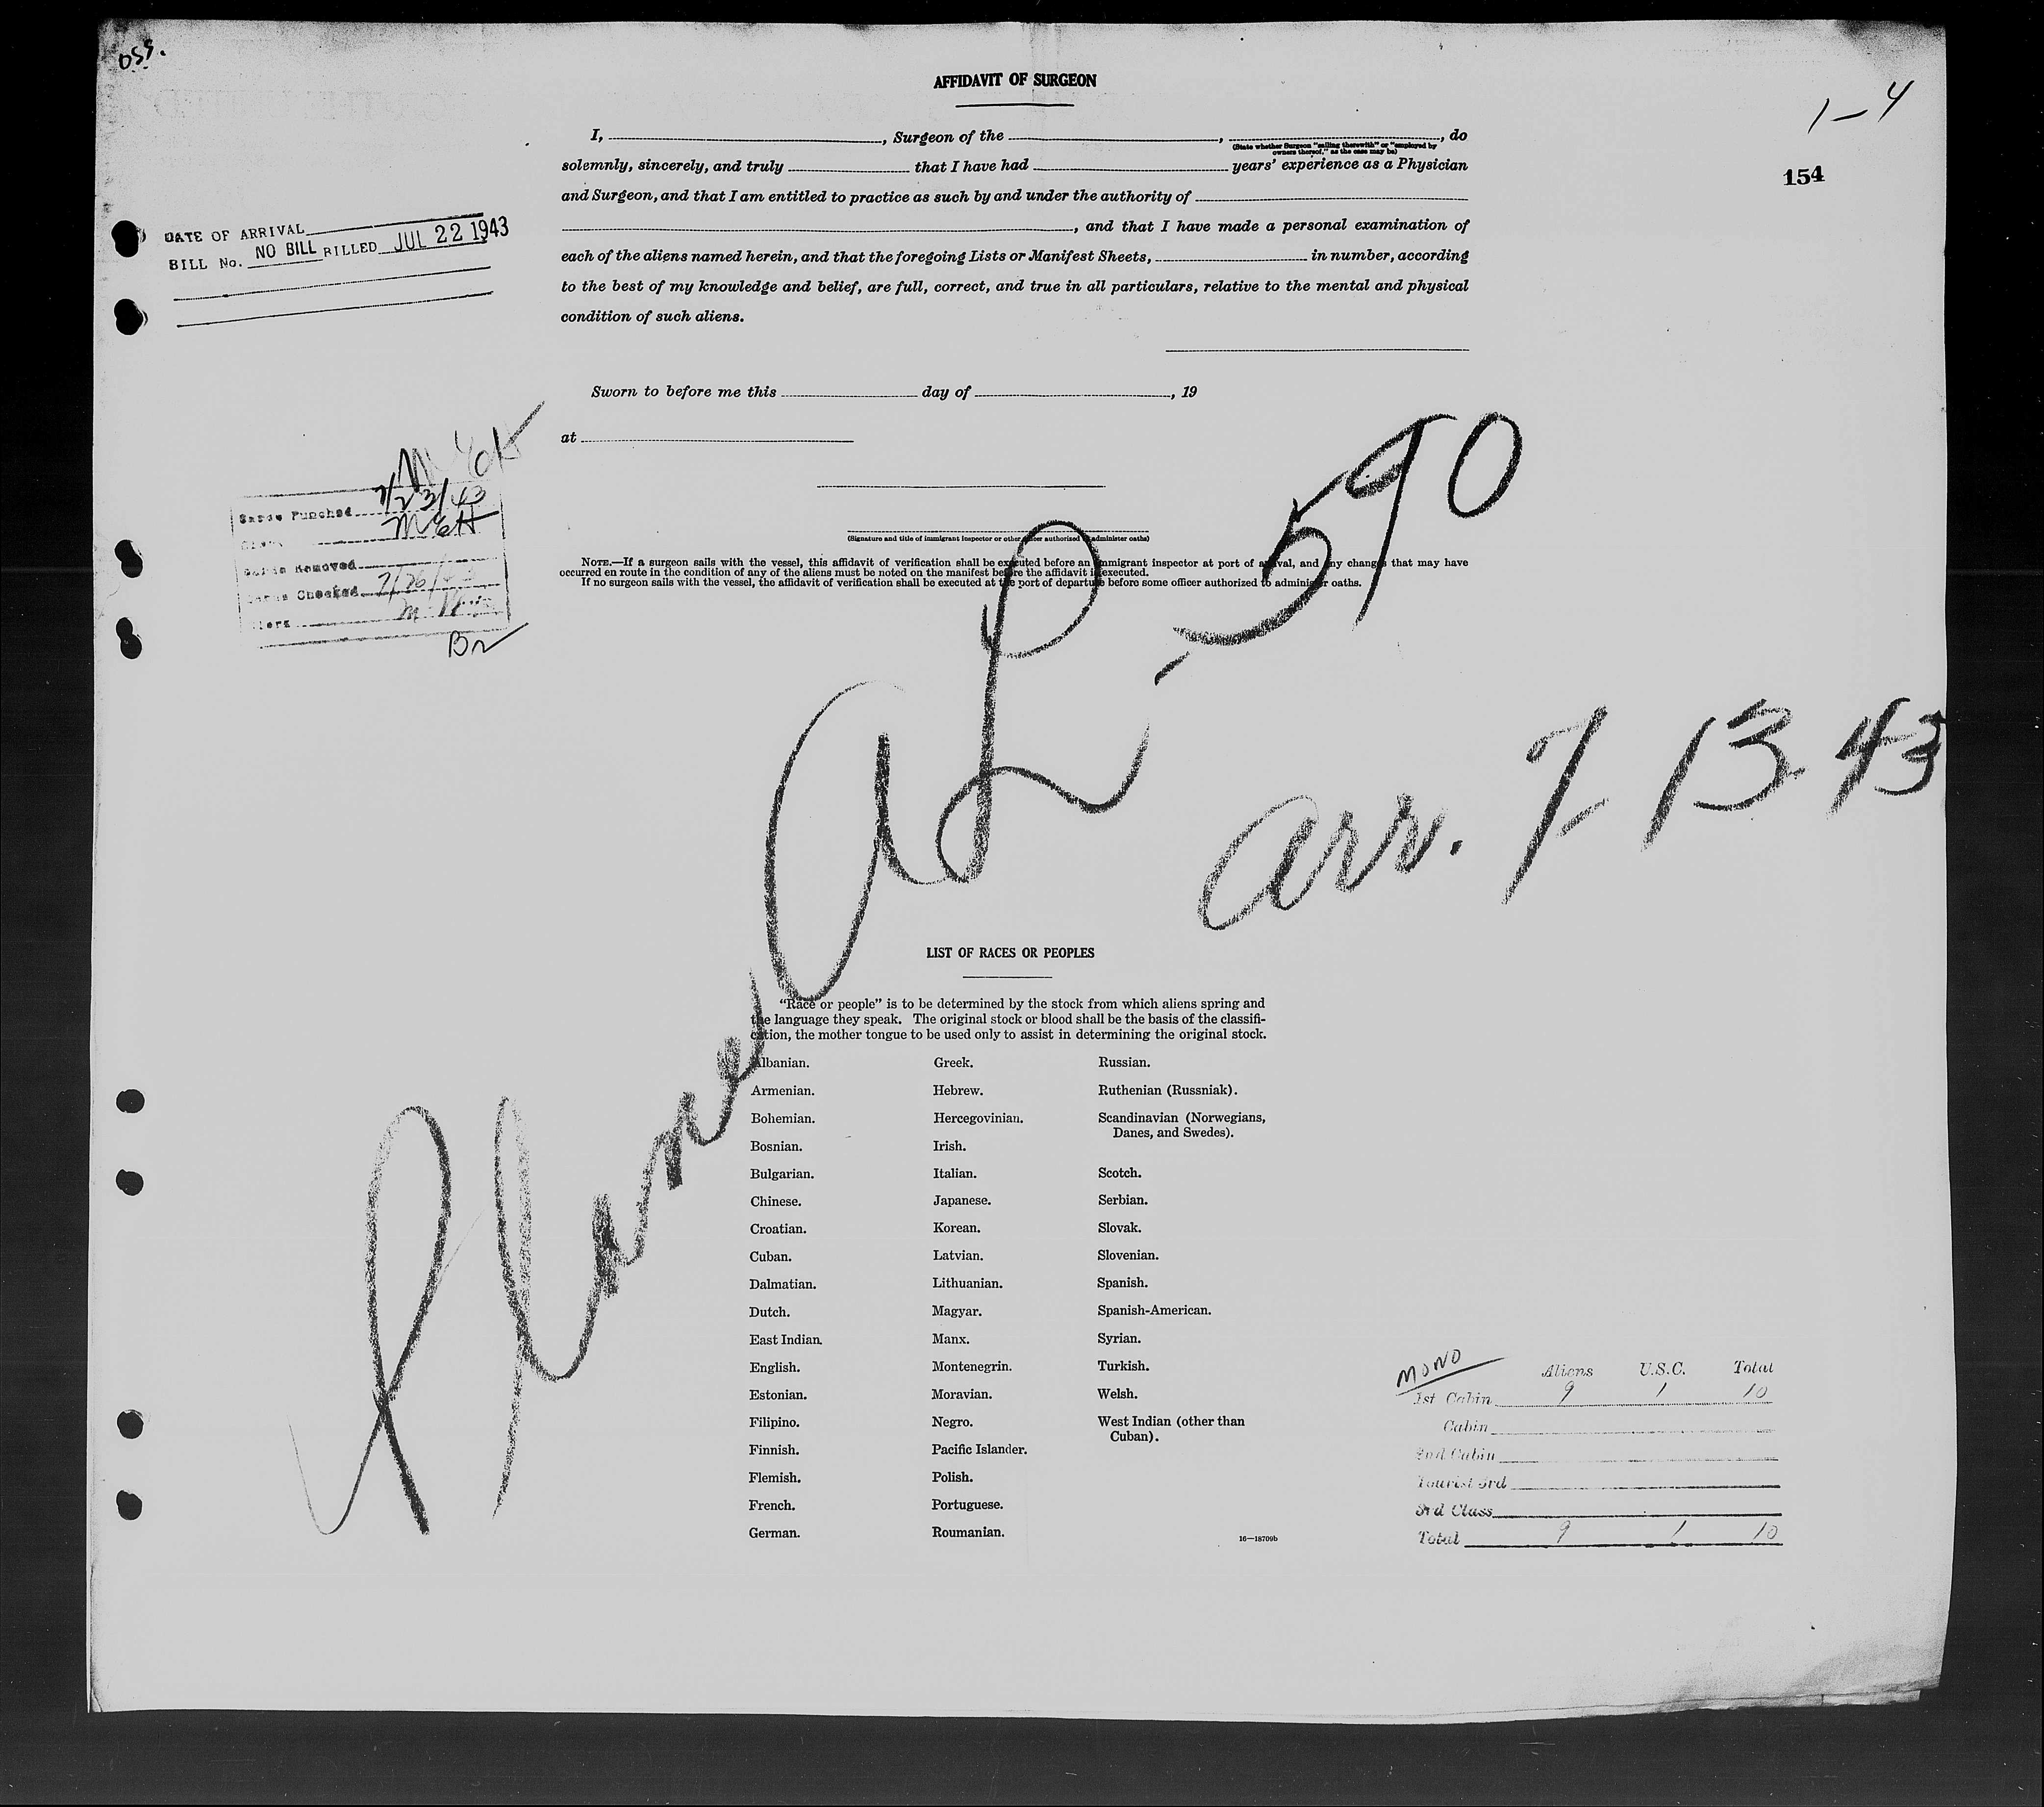 OSS.
AFFIDAVIT OF SURGEON
1-4
154
I, , Surgeon of the , , do
(State whether Surgeon "sailing therewith" or "employed by
owners thereof," as the case may be)
solemnly, sincerely, and truly that I have had years' experience as a Physician
and Surgeon, and that I am entitled to practice as such by and under the authority of
, and that I have made a personal examination of
each of the aliens named herein, and that the foregoing Lists or Manifest Sheets, in number, according
to the best of my knowledge and belief, are full, correct, and true in all particulars, relative to the mental and physical
condition of such aliens.
DATE OF ARRIVAL
BILL No. NO BILL BILLED JUL 22 1943
Sworn to before me this day of , 19
at
(Signature and title of immigrant inspector or other officer authorized to administer oaths)
NOTE.—If a surgeon sails with the vessel, this affidavit of verification shall be executed before an immigrant inspector at port of arrival, and any changes that may have
occurred en route in the condition of any of the aliens must be noted on the manifest before the affidavit is executed.
If no surgeon sails with the vessel, the affidavit of verification shall be executed at the port of departure before some officer authorized to administer oaths.
Cards Punched 7/23/43
MEH
Cards Removed
Cards Checked 7/26/43
Clerk
Br
Plane AL-590
arr. 7 13 43
LIST OF RACES OR PEOPLES
"Race or people" is to be determined by the stock from which aliens spring and
the language they speak. The original stock or blood shall be the basis of the classifi-
cation, the mother tongue to be used only to assist in determining the original stock.
Albanian.
Armenian.
Bohemian.
Bosnian.
Bulgarian.
Chinese.
Croatian.
Cuban.
Dalmatian.
Dutch.
East Indian.
English.
Estonian.
Filipino.
Finnish.
Flemish.
French.
German.
Greek.
Hebrew.
Hercegovinian.
Irish.
Italian.
Japanese.
Korean.
Latvian.
Lithuanian.
Magyar.
Manx.
Montenegrin.
Moravian.
Negro.
Pacific Islander.
Polish.
Portuguese.
Roumanian.
Russian.
Ruthenian (Russniak).
Scandinavian (Norwegians,
Danes, and Swedes).
Scotch.
Serbian.
Slovak.
Slovenian.
Spanish.
Spanish-American.
Syrian.
Turkish.
Welsh.
West Indian (other than
Cuban).
16—18709b
MONO
Aliens U.S.C. Total
1st Cabin 9 1 10
Cabin
2nd Cabin
Tourist 3rd
3rd Class
Total 9 1 10